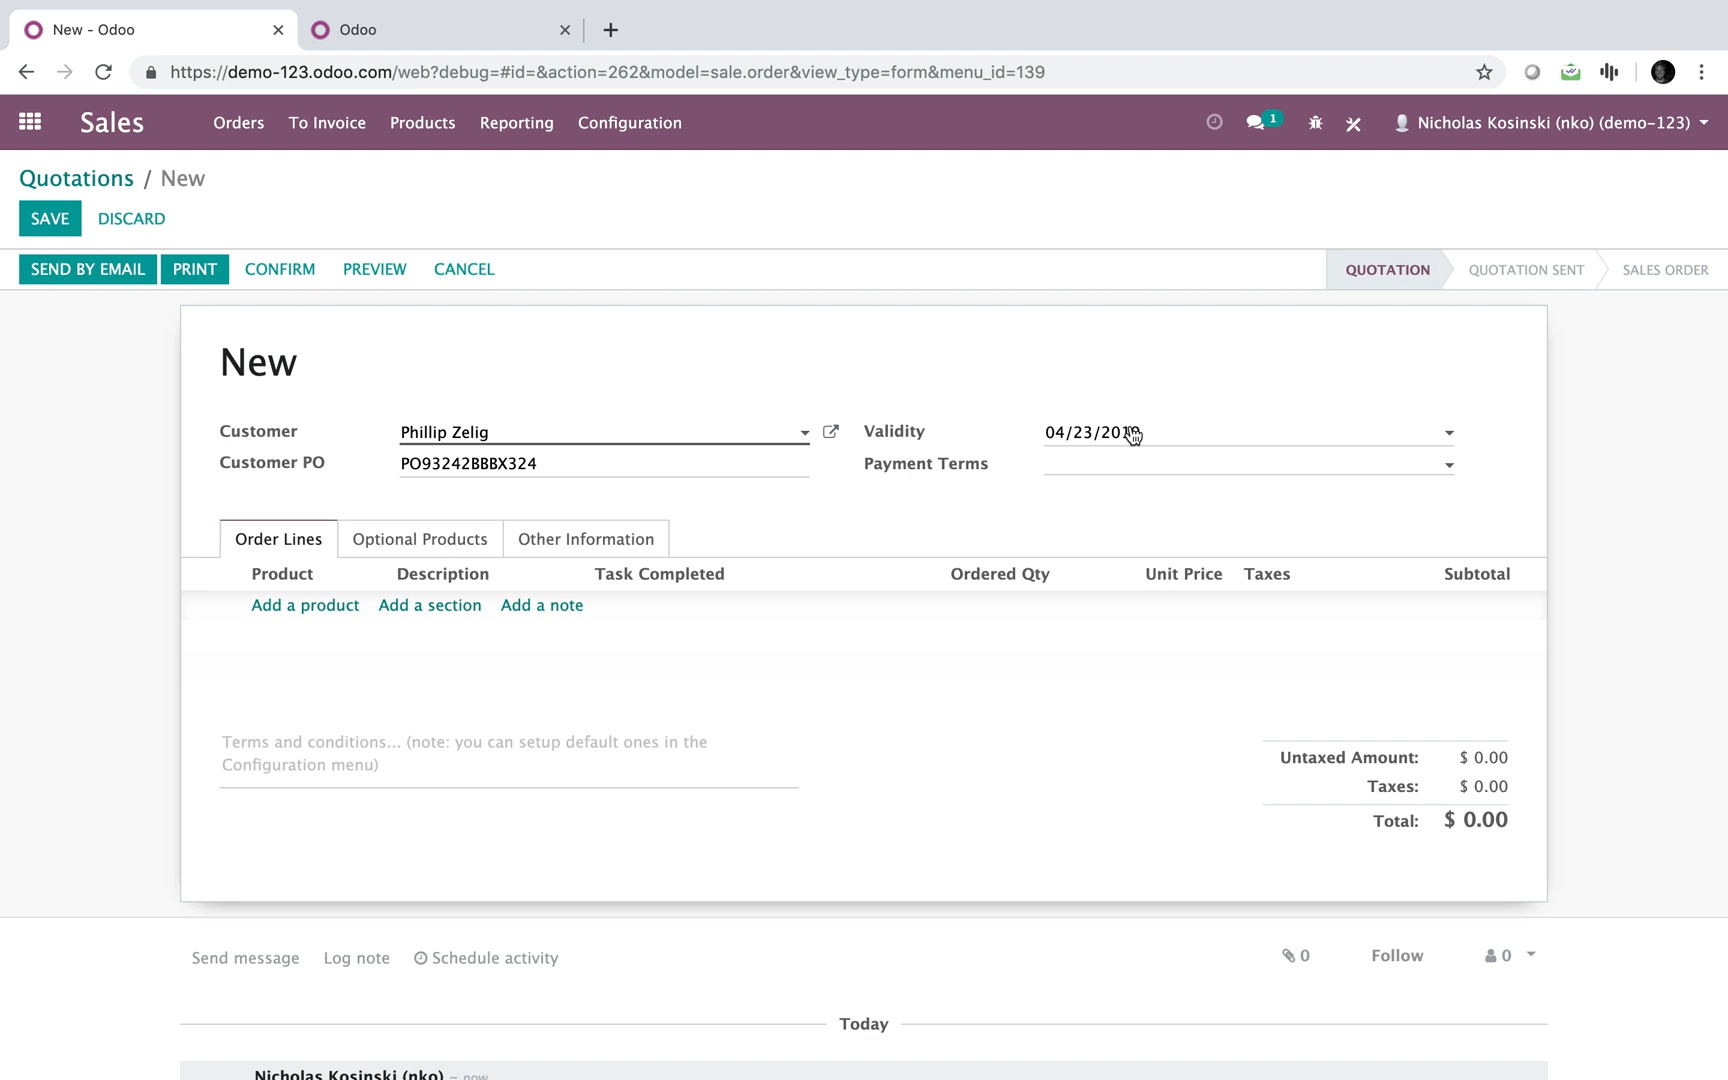 New - Odoo
Odoo
https://demo-123.odoo.com/web?debug=#id=&action=262&model=sale.order&view_type=form&menu_id=139
Sales Orders To Invoice Products Reporting Configuration 1 Nicholas Kosinski (nko) (demo-123)
Quotations / New
SAVE DISCARD
SEND BY EMAIL PRINT CONFIRM PREVIEW CANCEL QUOTATION QUOTATION SENT SALES ORDER
New
Customer Phillip Zelig Validity 04/23/2019
Customer PO PO93242BBBX324 Payment Terms
Order Lines Optional Products Other Information
Product Description Task Completed Ordered Qty Unit Price Taxes Subtotal
Add a product Add a section Add a note
Terms and conditions... (note: you can setup default ones in the
Configuration menu)
Untaxed Amount: $ 0.00
Taxes: $ 0.00
Total: $ 0.00
Send message Log note Schedule activity 0 Follow 0
Today
Nicholas Kosinski (nko) - now